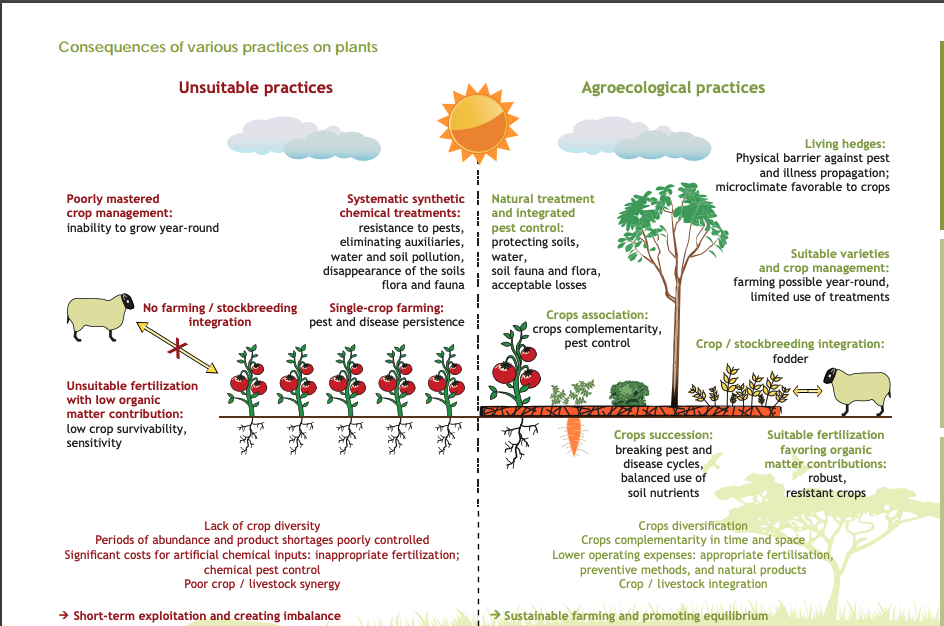 Consequences of various practices on plants
Unsuitable practices
Agroecological practices
Poorly mastered
crop management:
inability to grow year-round
Systematic synthetic
chemical treatments:
resistance to pests,
eliminating auxiliaries,
water and soil pollution,
disappearance of the soils
flora and fauna
No farming / stockbreeding
integration
Single-crop farming:
pest and disease persistence
Unsuitable fertilization
with low organic
matter contribution:
low crop survivability,
sensitivity
Lack of crop diversity
Periods of abundance and product shortages poorly controlled
Significant costs for artificial chemical inputs: inappropriate fertilization;
chemical pest control
Poor crop / livestock synergy
→ Short-term exploitation and creating imbalance
Natural treatment
and integrated
pest control:
protecting soils,
water,
soil fauna and flora,
acceptable losses
Living hedges:
Physical barrier against pest
and illness propagation;
microclimate favorable to crops
Suitable varieties
and crop management:
farming possible year-round,
limited use of treatments
Crops association:
crops complementarity,
pest control
Crop / stockbreeding integration:
fodder
Crops succession:
breaking pest and
disease cycles,
balanced use of
soil nutrients
Suitable fertilization
favoring organic
matter contributions:
robust,
resistant crops
Crops diversification
Crops complementarity in time and space
Lower operating expenses: appropriate fertilisation,
preventive methods, and natural products
Crop / livestock integration
→ Sustainable farming and promoting equilibrium